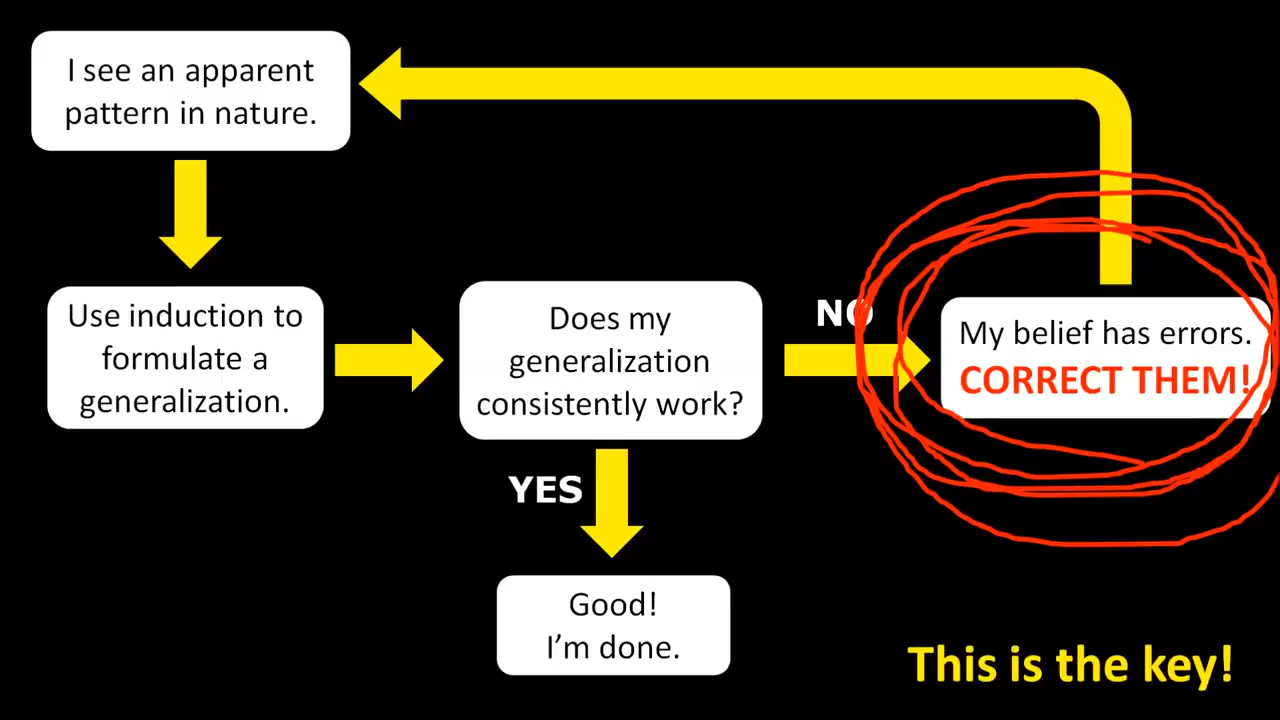 I see an apparent
pattern in nature.
Use induction to
formulate a
generalization.
Does my
generalization
consistently work?
NO
My belief has errors.
CORRECT THEM!
YES
Good!
I’m done.
This is the key!